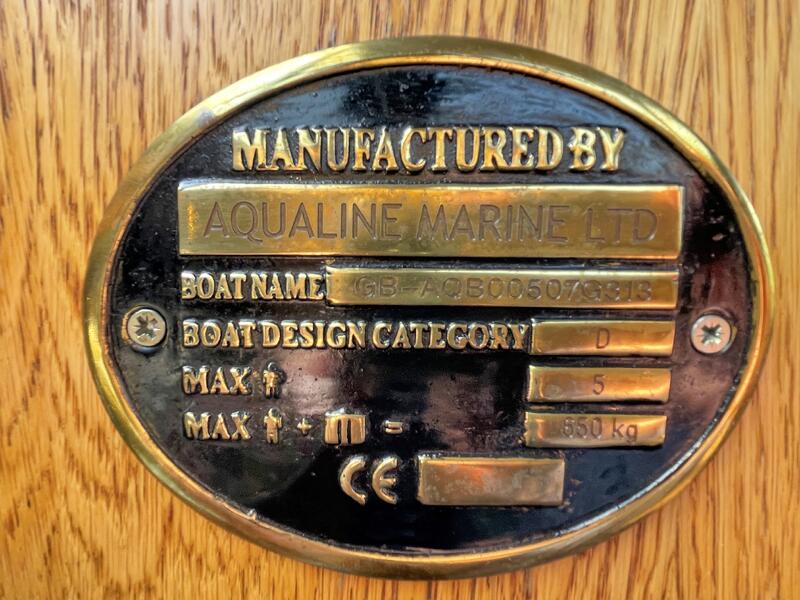 MANUFACTURED BY
AQUALINE MARINE LTD
BOAT NAME GB-AQB00507G313
BOAT DESIGN CATEGORY D
MAX 5
MAX + = 650 kg
CE